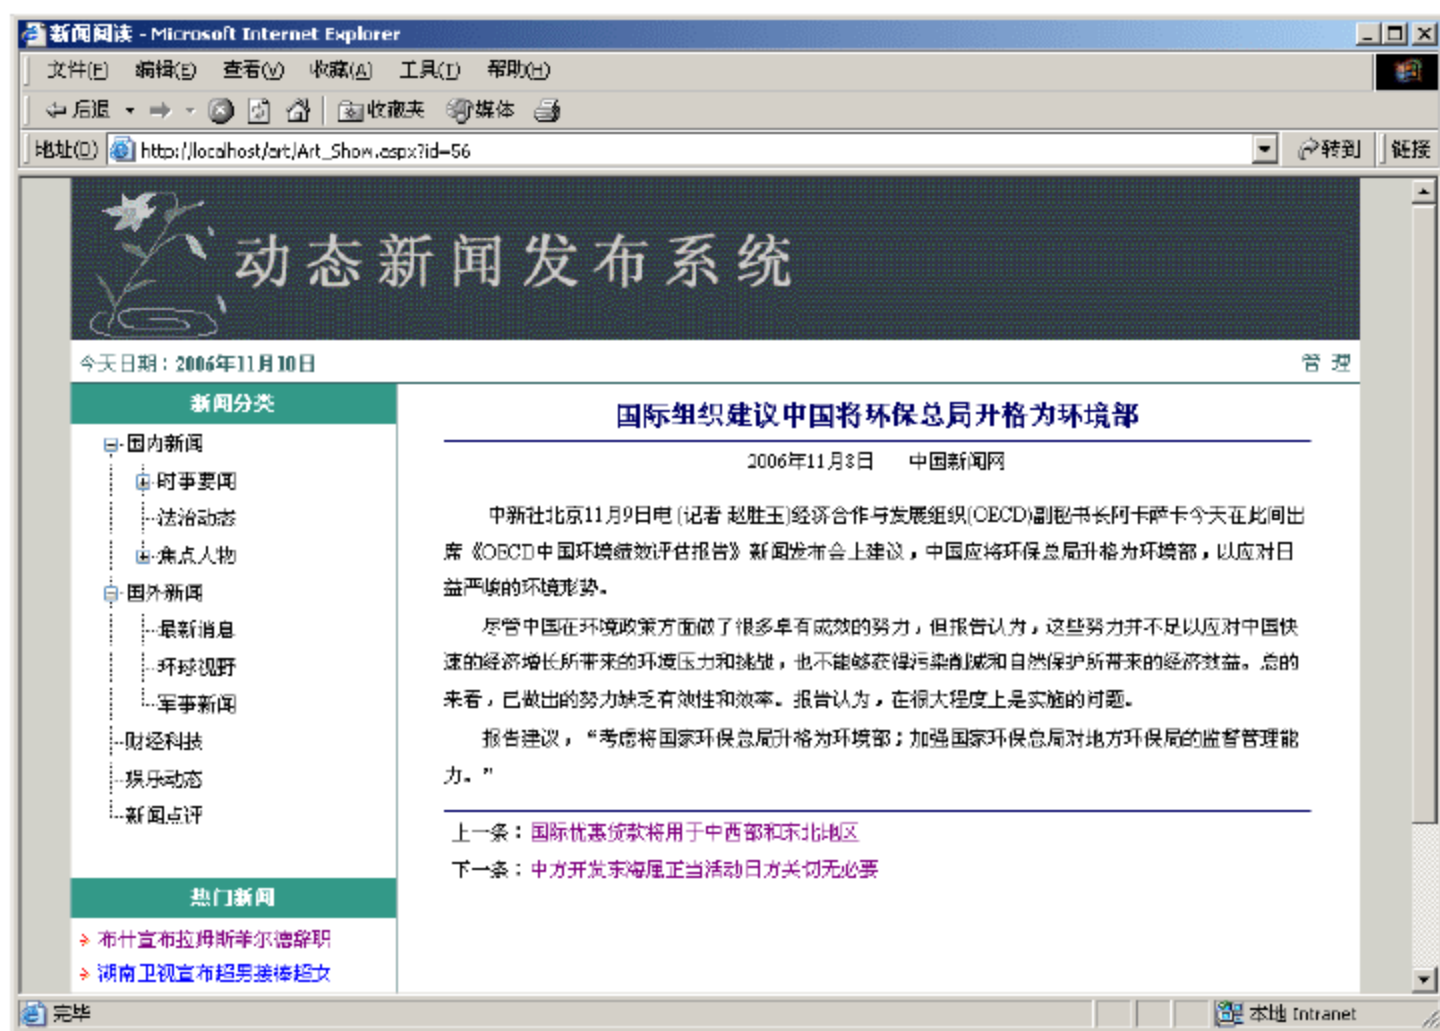 新闻阅读 - Microsoft Internet Explorer
文件(F) 编辑(E) 查看(V) 收藏(A) 工具(T) 帮助(H)
后退 收藏夹 媒体
地址(D) http://localhost/art/Art_Show.aspx?id=56 转到 链接
动态新闻发布系统
今天日期：2006年11月10日 管 理
新闻分类
国内新闻
时事要闻
法治动态
焦点人物
国外新闻
最新消息
环球视野
军事新闻
财经科技
娱乐动态
新闻点评
热门新闻
布什宣布拉姆斯菲尔德辞职
湖南卫视宣布超男接棒超女
国际组织建议中国将环保总局升格为环境部
2006年11月8日 中国新闻网
中新社北京11月9日电 (记者 赵胜玉)经济合作与发展组织(OECD)副秘书长阿卡萨卡今天在此间出
席《OECD中国环境绩效评估报告》新闻发布会上建议，中国应将环保总局升格为环境部，以应对日
益严峻的环境形势。
尽管中国在环境政策方面做了很多卓有成效的努力，但报告认为，这些努力并不足以应对中国快
速的经济增长所带来的环境压力和挑战，也不能够获得污染削减和自然保护所带来的经济效益。总的
来看，已做出的努力缺乏有效性和效率。报告认为，在很大程度上是实施的问题。
报告建议，“考虑将国家环保总局升格为环境部；加强国家环保总局对地方环保局的监督管理能
力。”
上一条：国际优惠贷款将用于中西部和东北地区
下一条：中方开发东海属正当活动日方关切无必要
完毕 本地 Intranet